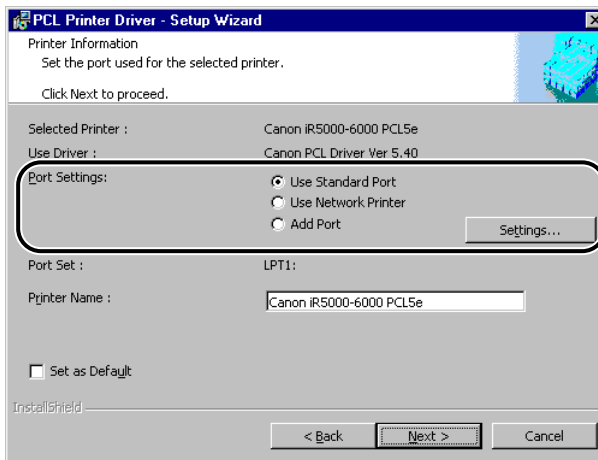 PCL Printer Driver - Setup Wizard
Printer Information
Set the port used for the selected printer.
Click Next to proceed.
Selected Printer : Canon iR5000-6000 PCL5e
Use Driver : Canon PCL Driver Ver 5.40
Port Settings: Use Standard Port
Use Network Printer
Add Port Settings...
Port Set : LPT1:
Printer Name : Canon iR5000-6000 PCL5e
Set as Default
InstallShield
< Back Next > Cancel